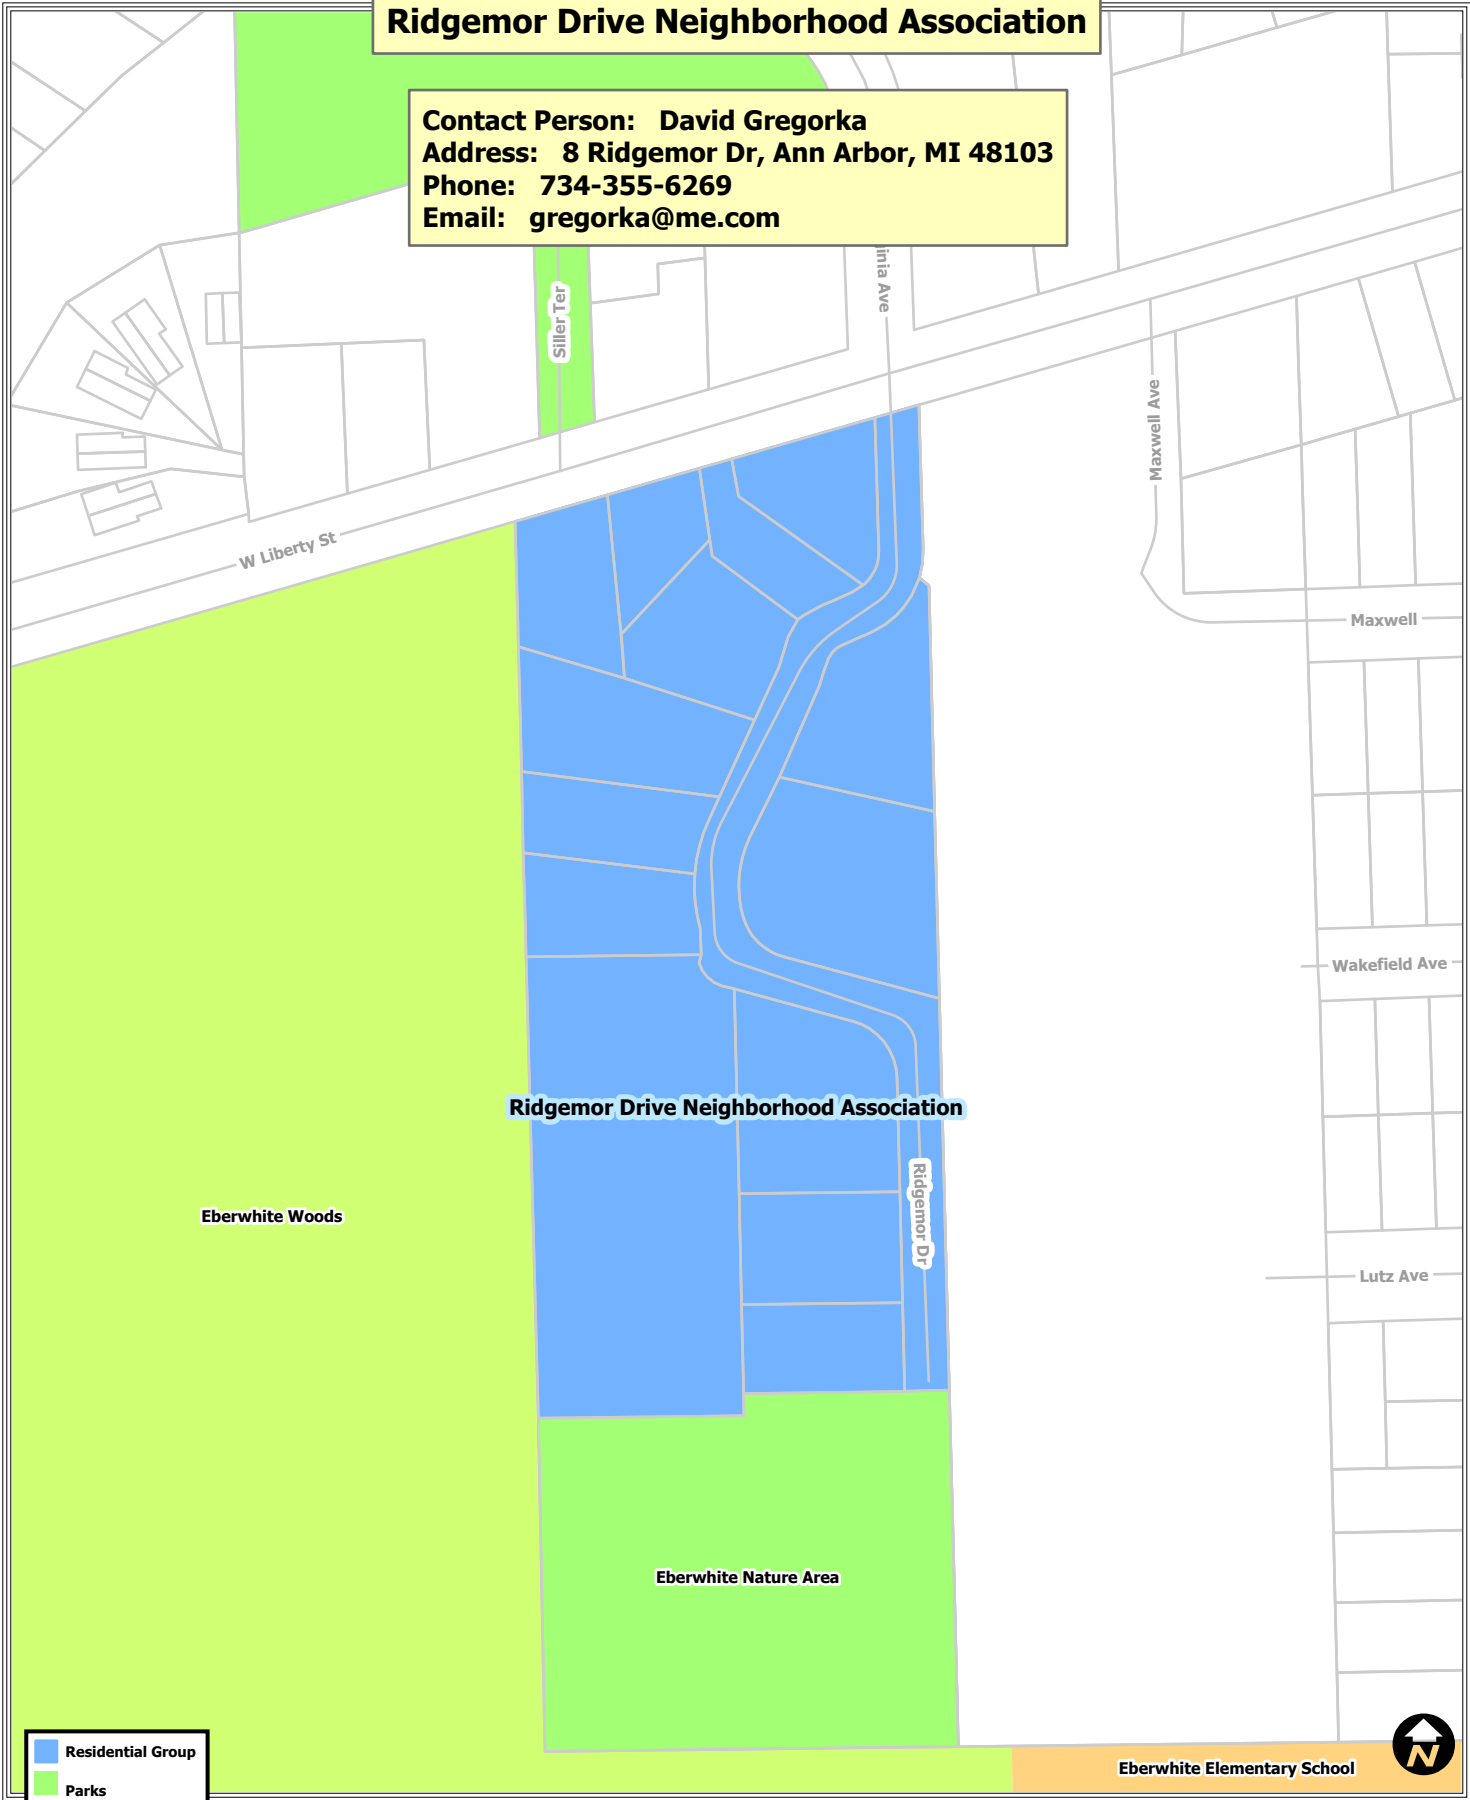 Ridgemor Drive Neighborhood Association
Contact Person: David Gregorka
Address: 8 Ridgemor Dr, Ann Arbor, MI 48103
Phone: 734-355-6269
Email: gregorka@me.com
inia Ave
Siller Ter
Maxwell Ave
W Liberty St
Maxwell
Wakefield Ave
Ridgemor Drive Neighborhood Association
Ridgemor Dr
Eberwhite Woods
Lutz Ave
Eberwhite Nature Area
Residential Group
Parks
Eberwhite Elementary School
N